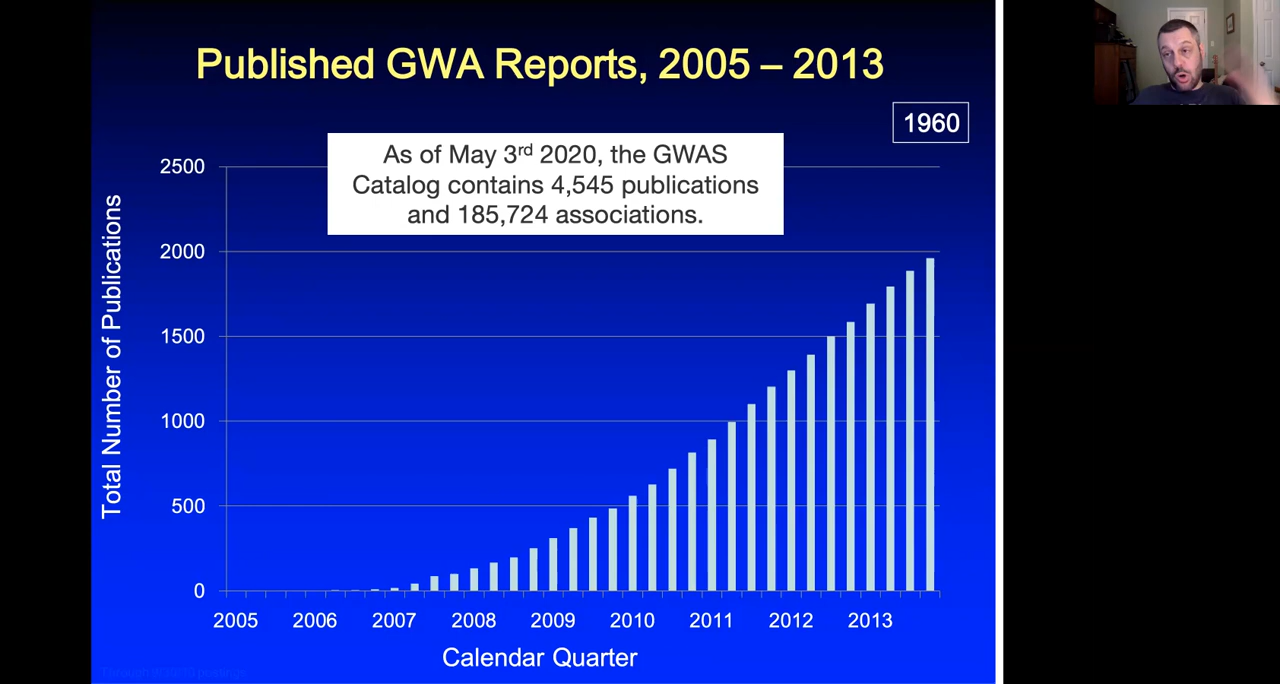 Published GWA Reports, 2005 – 2013
1960
As of May 3rd 2020, the GWAS
Catalog contains 4,545 publications
and 185,724 associations.
Total Number of Publications
2500
2000
1500
1000
500
0
2005 2006 2007 2008 2009 2010 2011 2012 2013
Calendar Quarter